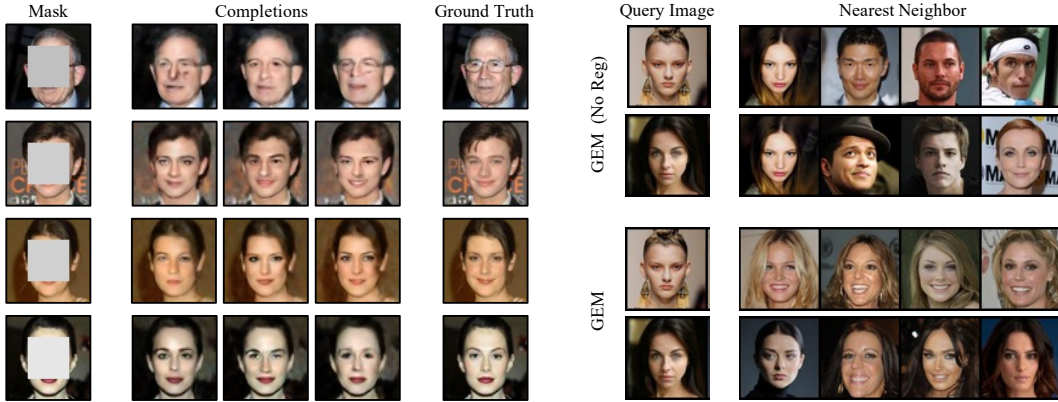 Mask
Completions
Ground Truth
Query Image
Nearest Neighbor
GEM (No Reg)
GEM